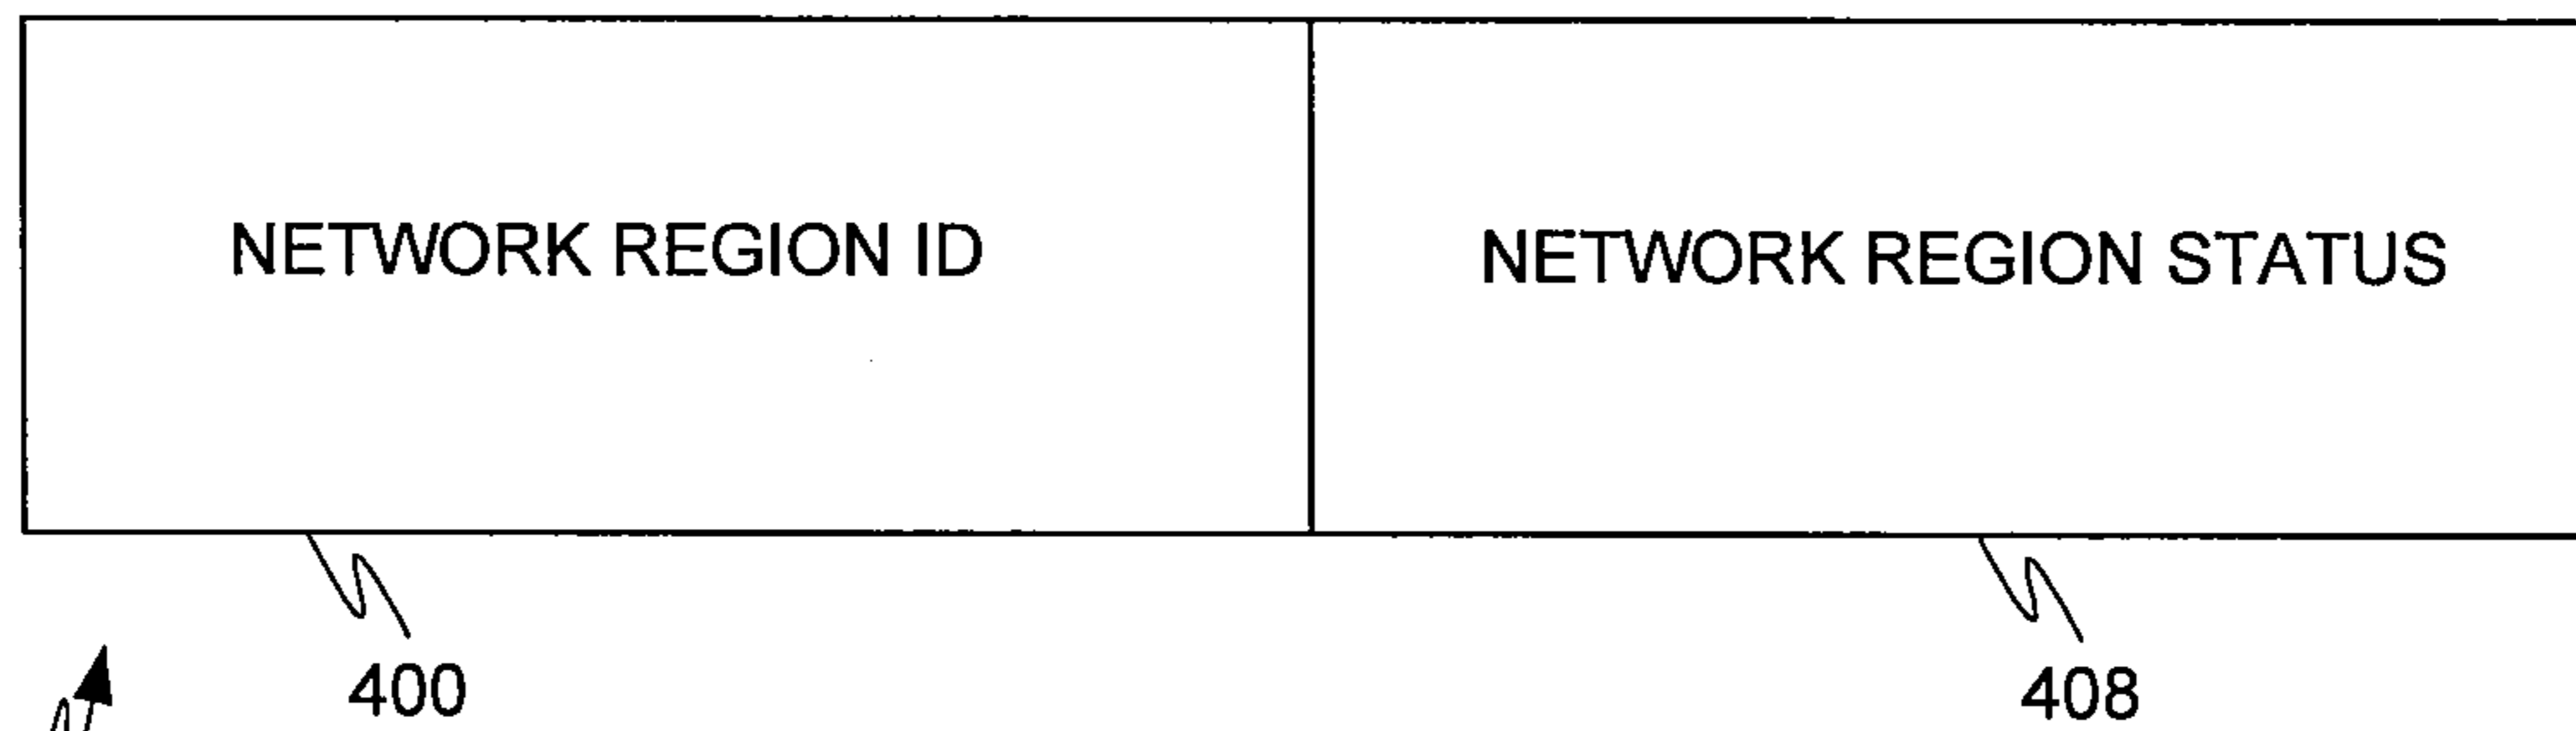 NETWORK REGION ID
NETWORK REGION STATUS
400
408